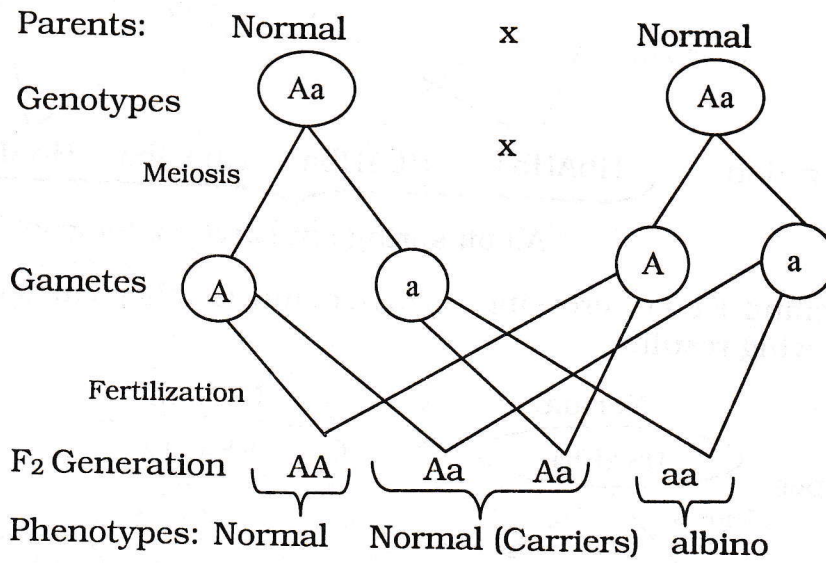 Parents: Normal x Normal
Genotypes Aa Aa
x
Meiosis
Gametes A a A a
Fertilization
F₂ Generation AA Aa Aa aa
Phenotypes: Normal Normal (Carriers) albino